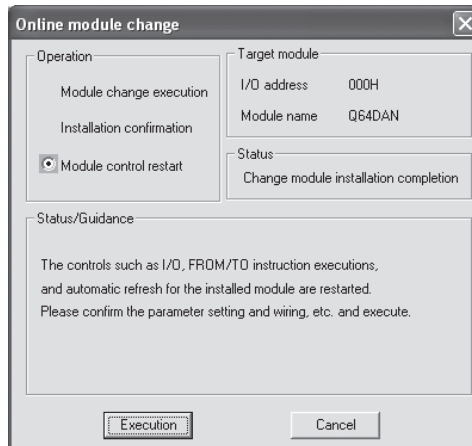 Online module change
Operation
Module change execution
Installation confirmation
Module control restart
Target module
I/O address 000H
Module name Q64DAN
Status
Change module installation completion
Status/Guidance
The controls such as I/O, FROM/TO instruction executions,
and automatic refresh for the installed module are restarted.
Please confirm the parameter setting and wiring, etc. and execute.
Execution Cancel